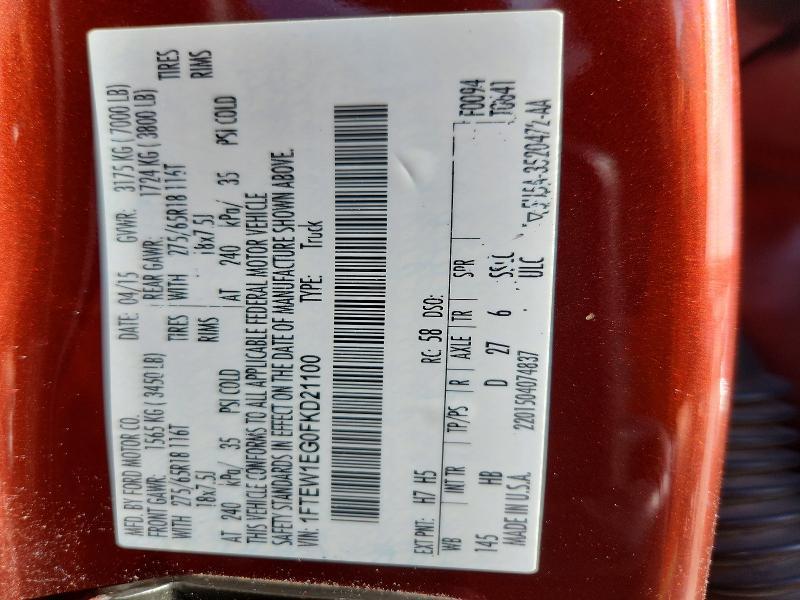 MFD. BY FORD MOTOR CO. DATE: 04/15 GVWR: 3175 KG ( 7000 LB)
FRONT GAWR: 1565 KG ( 3450 LB) REAR GAWR: 1724 KG ( 3800 LB)
WITH 275/65R18 116T TIRES WITH 275/65R18 116T TIRES
18x7.5J RIMS 18x7.5J RIMS
AT 240 kPa/ 35 PSI COLD AT 240 kPa/ 35 PSI COLD
THIS VEHICLE CONFORMS TO ALL APPLICABLE FEDERAL MOTOR VEHICLE
SAFETY STANDARDS IN EFFECT ON THE DATE OF MANUFACTURE SHOWN ABOVE.
VIN: 1FTEW1EG0FKD21100 TYPE: Truck
EXT PNT: H7 H5 RC: 58 DSO: F0094
WB INT TR TP/PS R AXLE TR SPR T0641
145 HB D 27 6
MADE IN U.S.A. 2201504074837 ULC